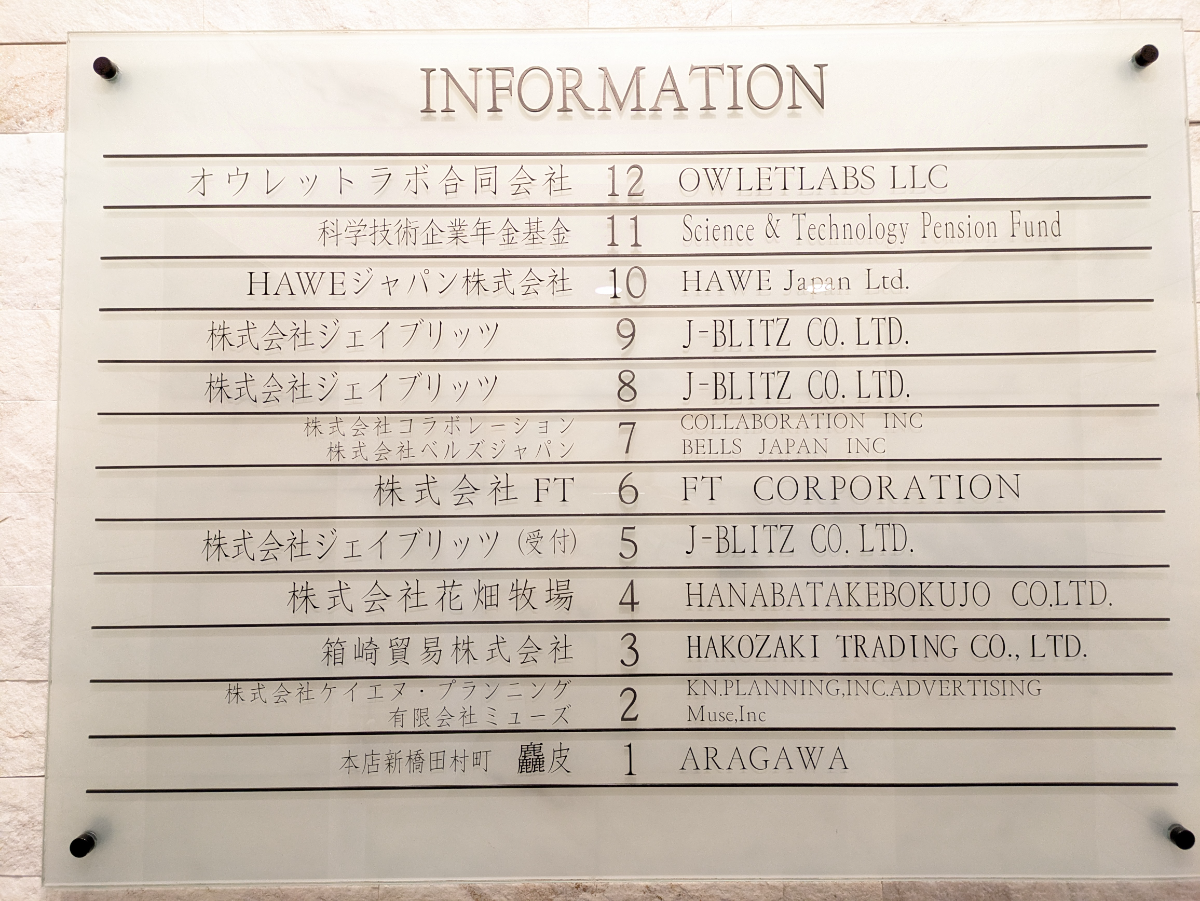 INFORMATION
オウレットラボ合同会社 12 OWLETLABS LLC
科学技術企業年金基金 11 Science & Technology Pension Fund
HAWEジャパン株式会社 10 HAWE Japan Ltd.
株式会社ジェイブリッツ 9 J-BLITZ CO. LTD.
株式会社ジェイブリッツ 8 J-BLITZ CO. LTD.
株式会社コラボレーション 7 COLLABORATION INC
株式会社ベルズジャパン BELLS JAPAN INC
株式会社 FT 6 FT CORPORATION
株式会社ジェイブリッツ (受付) 5 J-BLITZ CO. LTD.
株式会社花畑牧場 4 HANABATAKEBOKUJO CO.LTD.
箱崎貿易株式会社 3 HAKOZAKI TRADING CO., LTD.
株式会社ケイエヌ・プランニング 2 KN.PLANNING,INC.ADVERTISING
有限会社ミューズ Muse,Inc
本店新橋田村町 麤皮 1 ARAGAWA